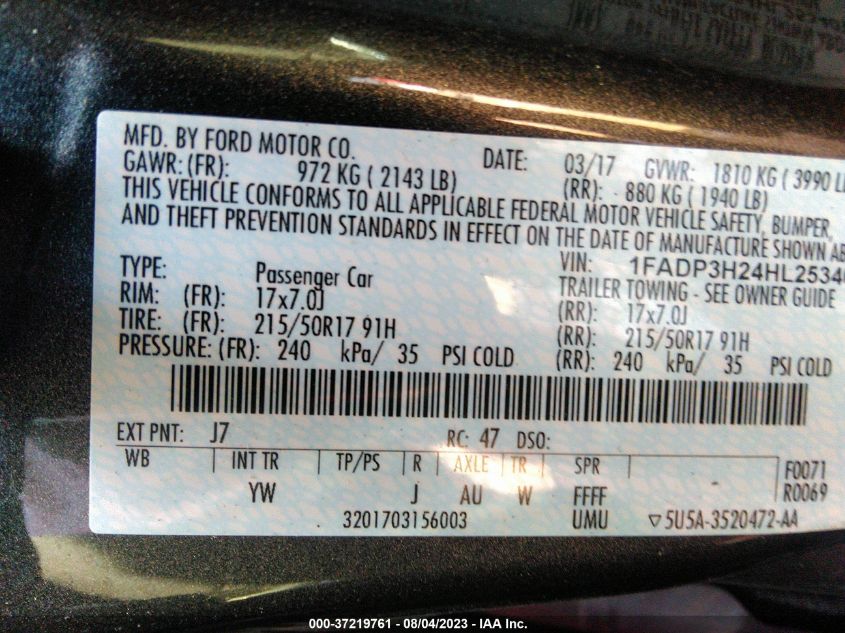 MFD. BY FORD MOTOR CO. DATE: 03/17 GVWR: 1810 KG ( 3990 L
GAWR: (FR): 972 KG ( 2143 LB) (RR): 880 KG ( 1940 LB)
THIS VEHICLE CONFORMS TO ALL APPLICABLE FEDERAL MOTOR VEHICLE SAFETY, BUMPER,
AND THEFT PREVENTION STANDARDS IN EFFECT ON THE DATE OF MANUFACTURE SHOWN AB
VIN: 1FADP3H24HL2534
TYPE: Passenger Car TRAILER TOWING - SEE OWNER GUIDE
RIM: (FR): 17x7.0J (RR): 17x7.0J
TIRE: (FR): 215/50R17 91H (RR): 215/50R17 91H
PRESSURE: (FR): 240 kPa/ 35 PSI COLD (RR): 240 kPa/ 35 PSI COLD
EXT PNT: J7 RC: 47 DSO:
WB INT TR TP/PS R AXLE TR SPR F0071
YW J AU W FFFF R0069
3201703156003 UMU ▽5U5A-3520472-AA
000-37219761 - 08/04/2023 - IAA Inc.